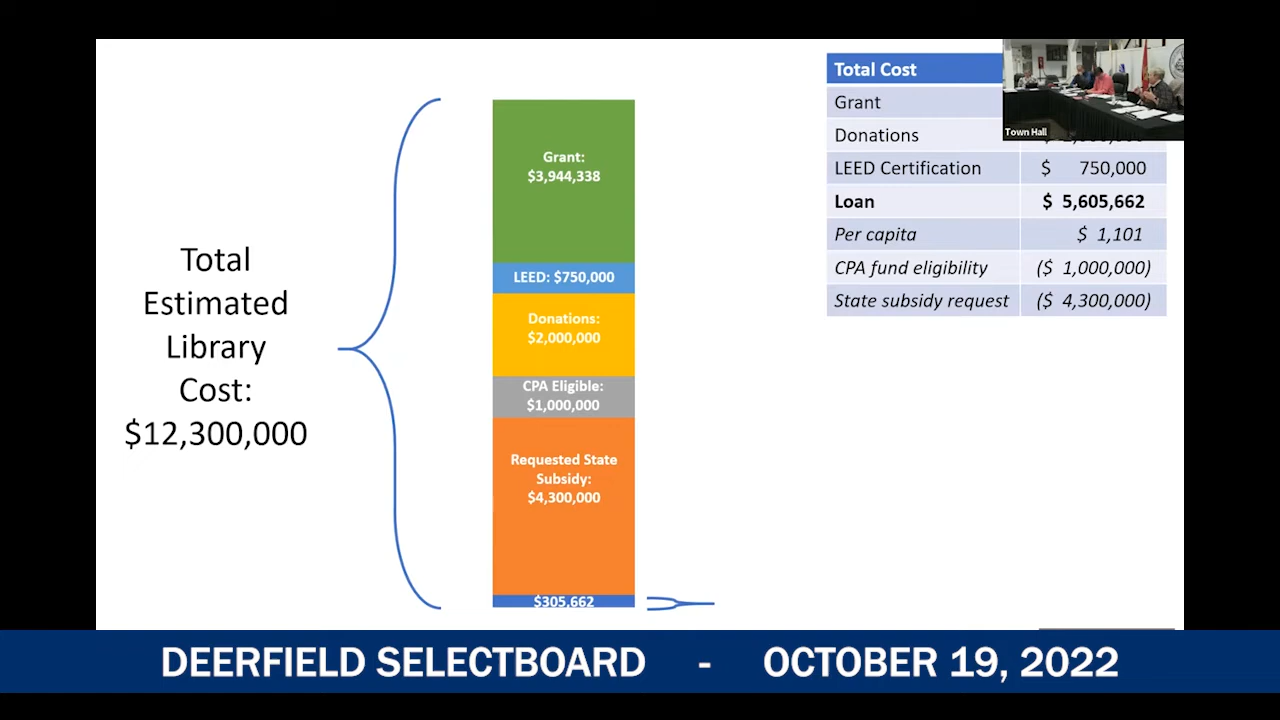 Total
Estimated
Library
Cost:
$12,300,000
Grant:
$3,944,338
LEED: $750,000
Donations:
$2,000,000
CPA Eligible:
$1,000,000
Requested State
Subsidy:
$4,300,000
$305,662
Total Cost
Grant
Donations
LEED Certification $ 750,000
Loan $ 5,605,662
Per capita $ 1,101
CPA fund eligibility ($ 1,000,000)
State subsidy request ($ 4,300,000)
Town Hall
DEERFIELD SELECTBOARD - OCTOBER 19, 2022